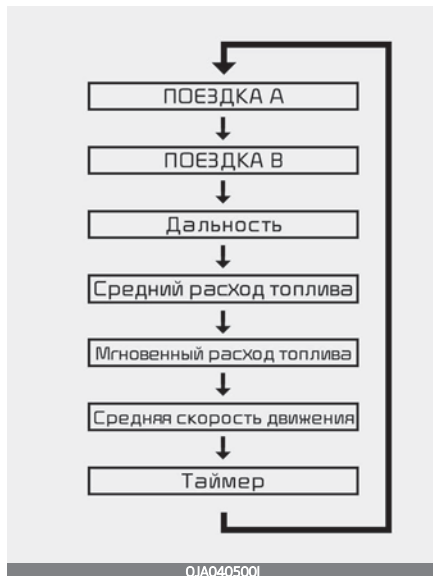 ПОЕЗДКА А
ПОЕЗДКА В
Дальность
Средний расход топлива
Мгновенный расход топлива
Средняя скорость движения
Таймер
OJA040500L